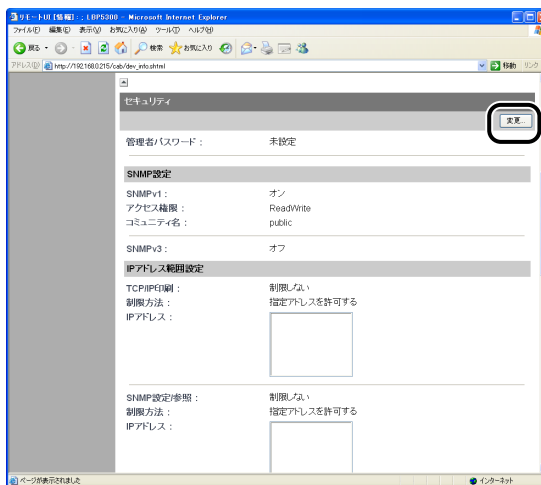 リモートUI [情報] : ; LBP5300 - Microsoft Internet Explorer
ファイル(F) 編集(E) 表示(V) お気に入り(A) ツール(T) ヘルプ(H)
戻る 検索 お気に入り
アドレス(D) http://192.168.0.215/cab/dev_info.shtml 移動 リンク
セキュリティ
変更...
管理者パスワード : 未設定
SNMP設定
SNMPv1 : オン
アクセス権限 : ReadWrite
コミュニティ名 : public
SNMPv3 : オフ
IPアドレス範囲設定
TCP/IP印刷 : 制限しない
制限方法 : 指定アドレスを許可する
IPアドレス :
SNMP設定/参照 : 制限しない
制限方法 : 指定アドレスを許可する
IPアドレス :
ページが表示されました インターネット